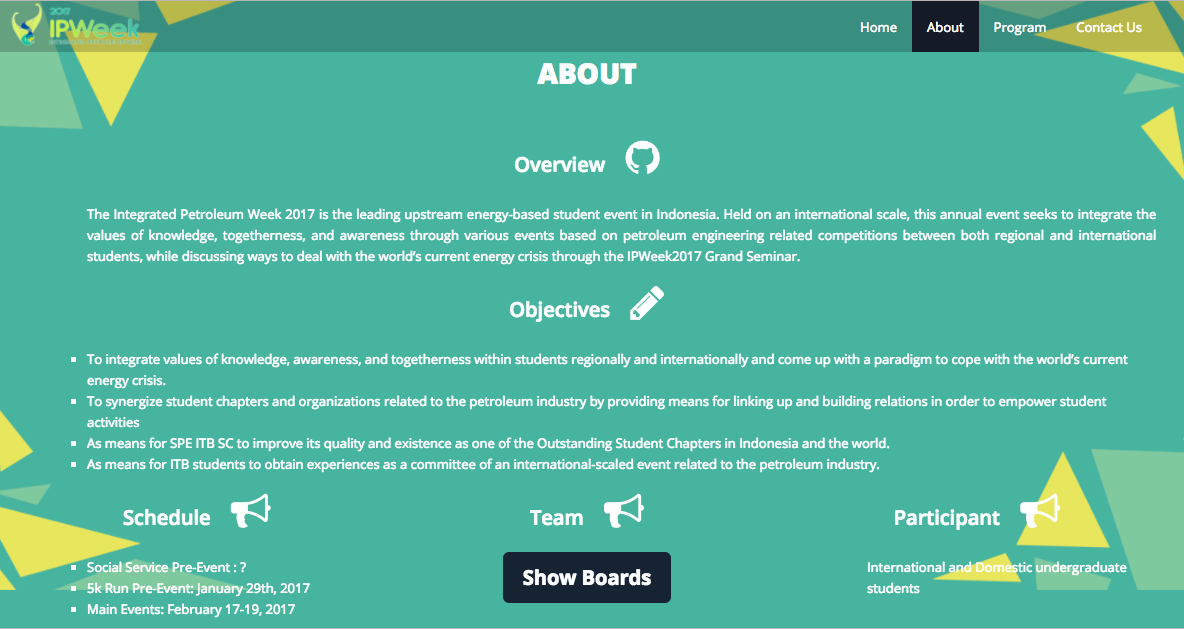 2017
IPWeek
Home
About
Program
Contact Us
ABOUT
Overview
The Integrated Petroleum Week 2017 is the leading upstream energy-based student event in Indonesia. Held on an international scale, this annual event seeks to integrate the
values of knowledge, togetherness, and awareness through various events based on petroleum engineering related competitions between both regional and international
students, while discussing ways to deal with the world's current energy crisis through the IPWeek2017 Grand Seminar.
Objectives
To integrate values of knowledge, awareness, and togetherness within students regionally and internationally and come up with a paradigm to cope with the world's current
energy crisis.
To synergize student chapters and organizations related to the petroleum industry by providing means for linking up and building relations in order to empower student
activities
As means for SPE ITB SC to improve its quality and existence as one of the Outstanding Student Chapters in Indonesia and the world.
As means for ITB students to obtain experiences as a committee of an international-scaled event related to the petroleum industry.
Schedule
Social Service Pre-Event : ?
5k Run Pre-Event: January 29th, 2017
Main Events: February 17-19, 2017
Team
Show Boards
Participant
International and Domestic undergraduate
students